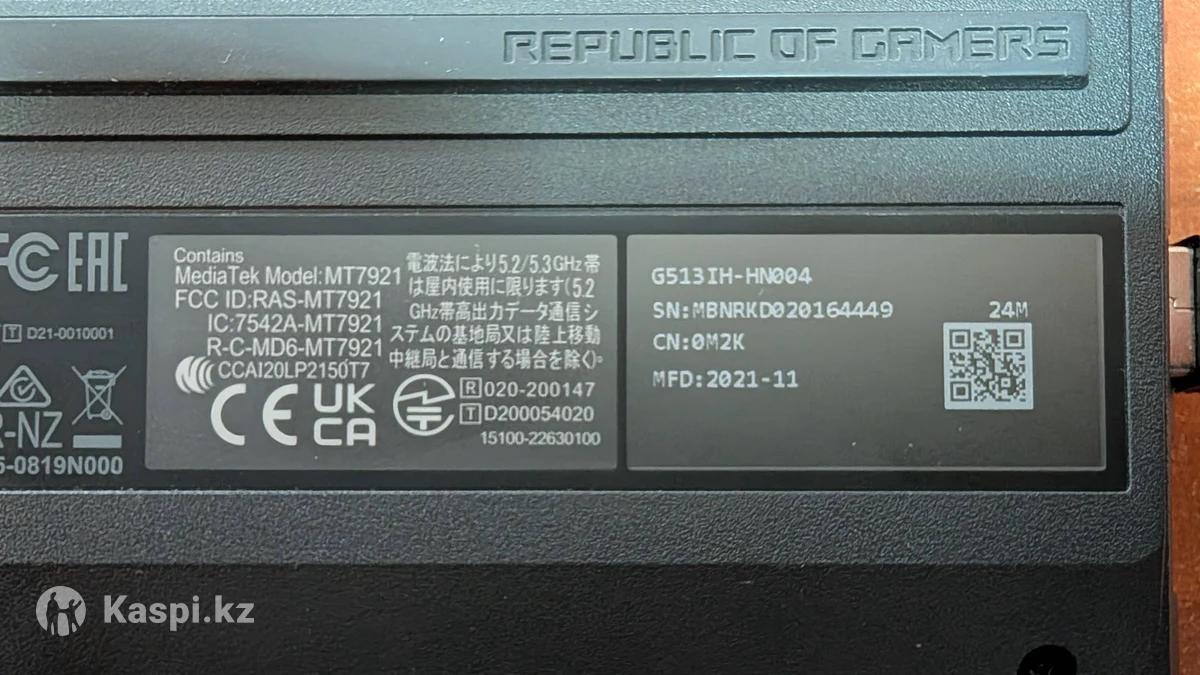 REPUBLIC OF GAMERS
FC EAC
T D21-0010001
R-NZ
5-0819N000
Contains
MediaTek Model:MT7921
FCC ID:RAS-MT7921
IC:7542A-MT7921
R-C-MD6-MT7921
CCAI20LP2150T7
CE UK
CA
電波法により5.2/5.3GHz帯
は屋内使用に限ります(5.2
GHz帯高出力データ通信シ
ステムの基地局又は陸上移動
中継局と通信する場合を除く)。
R 020-200147
T D200054020
15100-22630100
G513IH-HN004
SN:MBNRKD020164449
24M
CN:0M2K
MFD:2021-11
Kaspi.kz